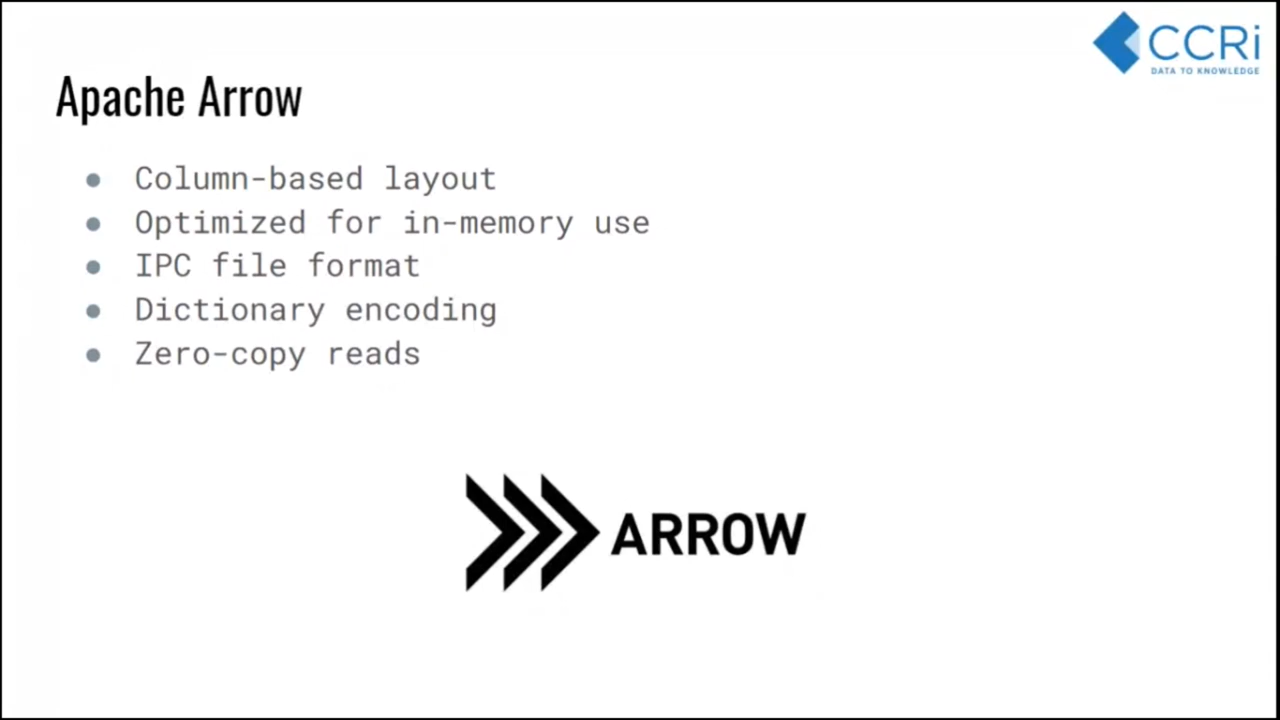 CCRi
DATA TO KNOWLEDGE
Apache Arrow
● Column-based layout
● Optimized for in-memory use
● IPC file format
● Dictionary encoding
● Zero-copy reads
ARROW